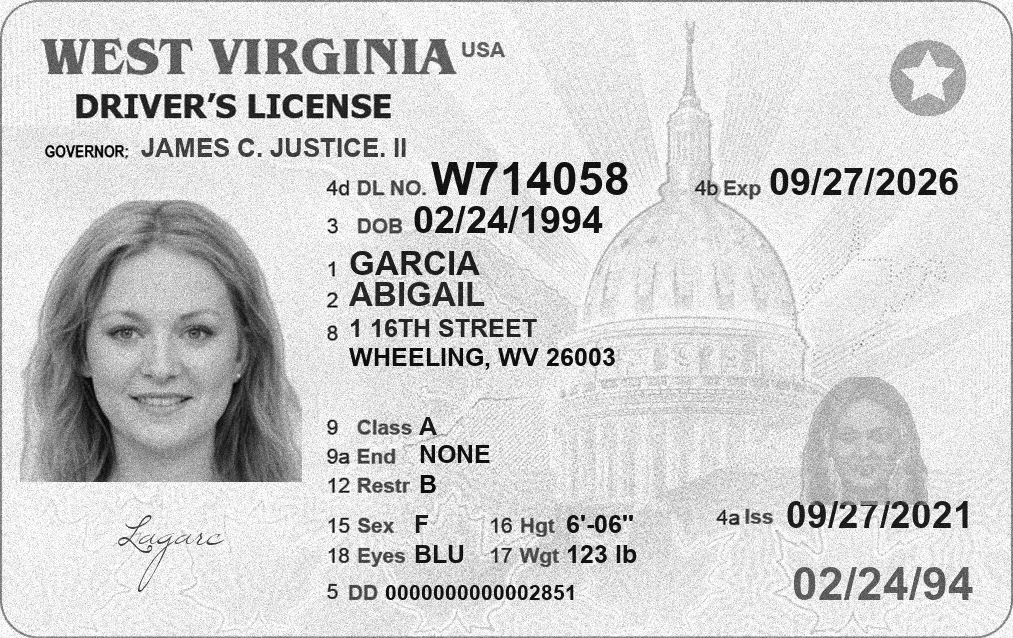 WEST VIRGINIA USA
DRIVER'S LICENSE
GOVERNOR: JAMES C. JUSTICE. II
4d DL NO. W714058 4b Exp 09/27/2026
3 DOB 02/24/1994
1 GARCIA
2 ABIGAIL
8 1 16TH STREET
WHEELING, WV 26003
9 Class A
9a End NONE
12 Restr B
15 Sex F 16 Hgt 6'-06"
4a Iss 09/27/2021
18 Eyes BLU 17 Wgt 123 lb
5 DD 0000000000002851
02/24/94
Lagarc